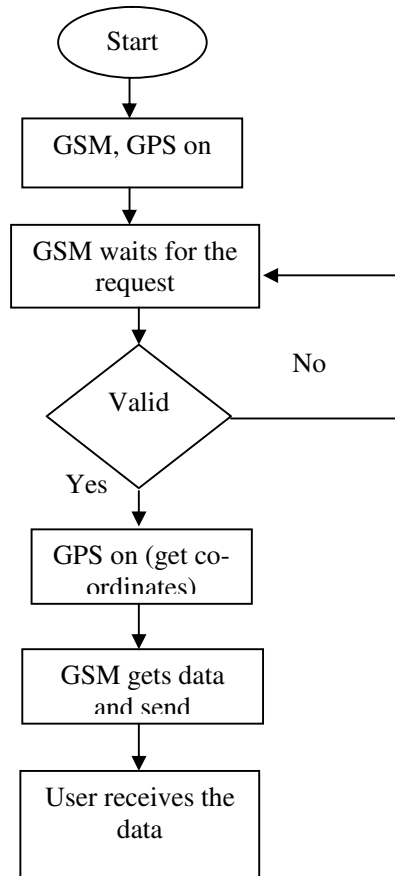 Start
GSM, GPS on
GSM waits for the
request
No
Valid
Yes
GPS on (get co-
ordinates)
GSM gets data
and send
User receives the
data